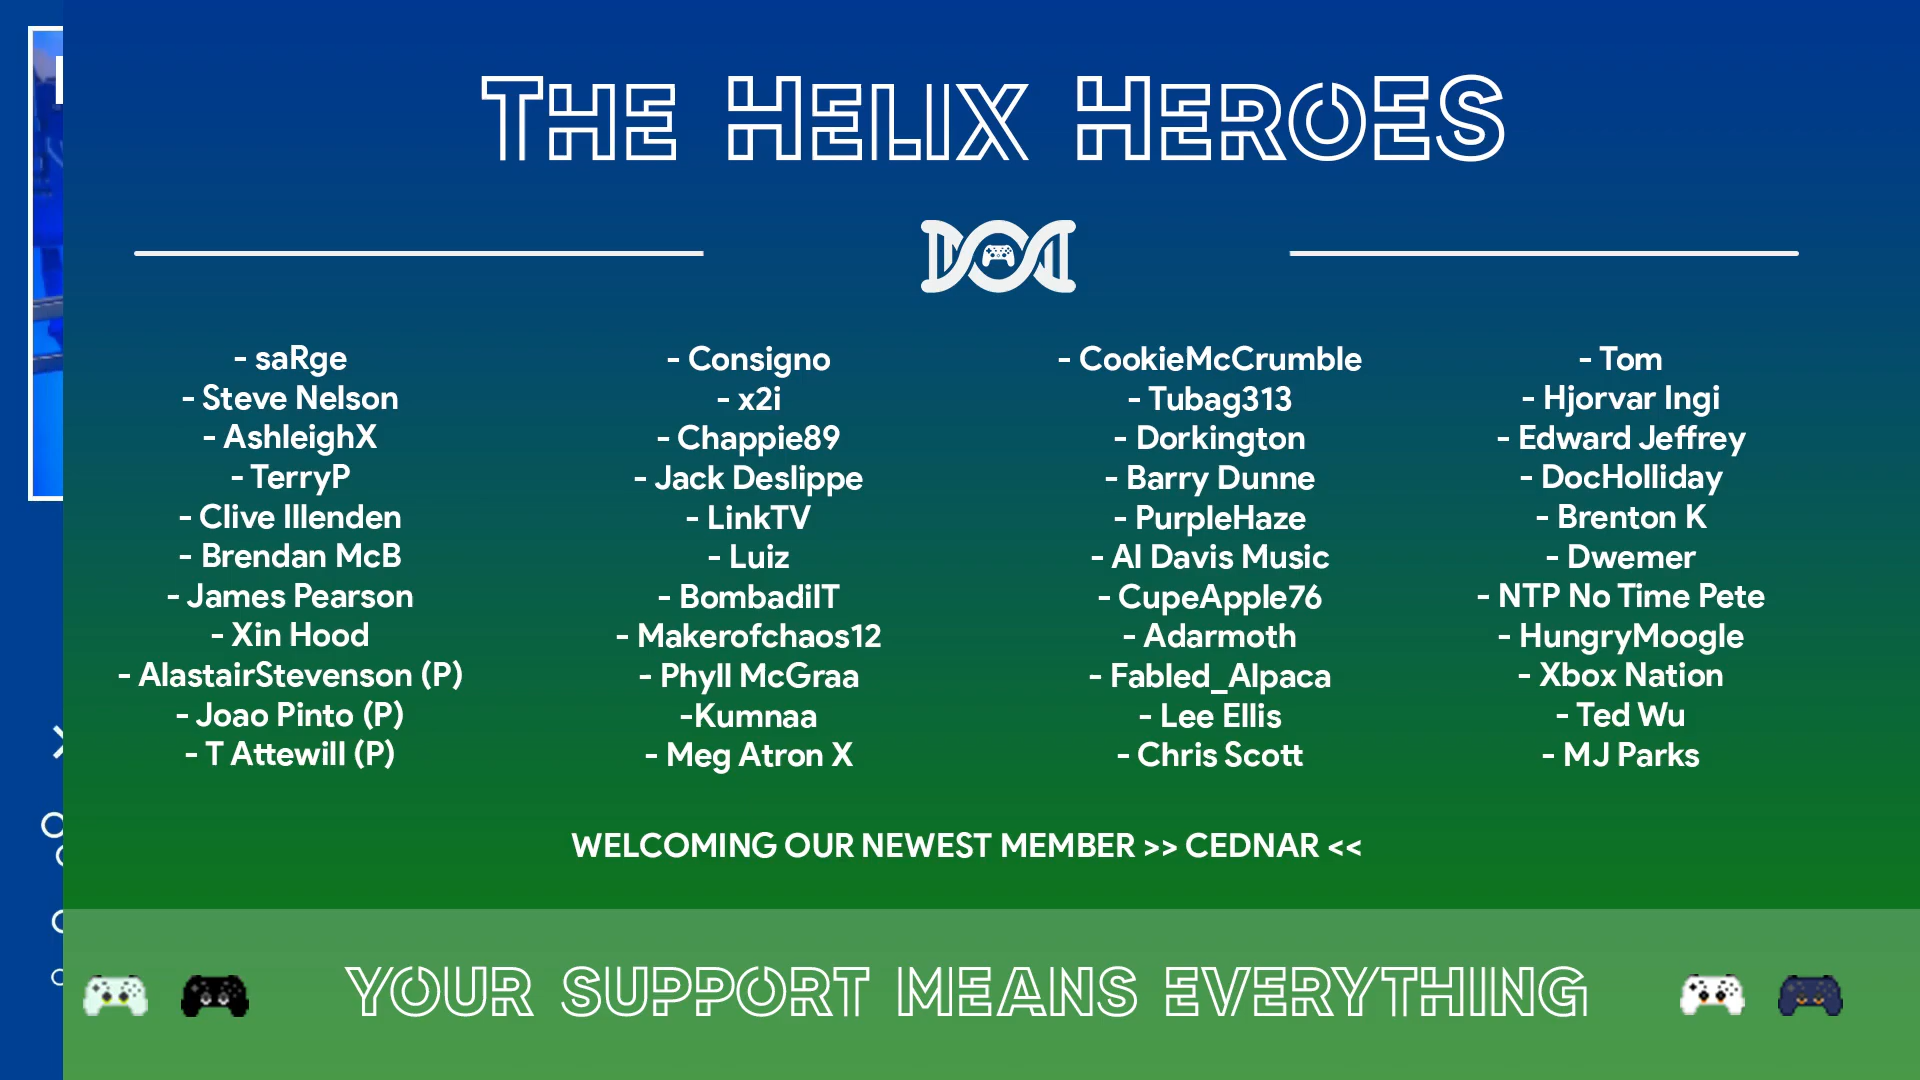 The Helix Heroes
- saRge
- Steve Nelson
- AshleighX
- TerryP
- Clive Illenden
- Brendan McB
- James Pearson
- Xin Hood
- AlastairStevenson (P)
- Joao Pinto (P)
- T Attewill (P)
- Consigno
- x2i
- Chappie89
- Jack Deslippe
- LinkTV
- Luiz
- BombadilT
- Makerofchaos12
- Phyll McGraa
-Kumnaa
- Meg Atron X
- CookieMcCrumble
- Tubag313
- Dorkington
- Barry Dunne
- PurpleHaze
- Al Davis Music
- CupeApple76
- Adarmoth
- Fabled_Alpaca
- Lee Ellis
- Chris Scott
- Tom
- Hjorvar Ingi
- Edward Jeffrey
- DocHolliday
- Brenton K
- Dwemer
- NTP No Time Pete
- HungryMoogle
- Xbox Nation
- Ted Wu
- MJ Parks
WELCOMING OUR NEWEST MEMBER >> CEDNAR <<
YOUR SUPPORT MEANS EVERYTHING